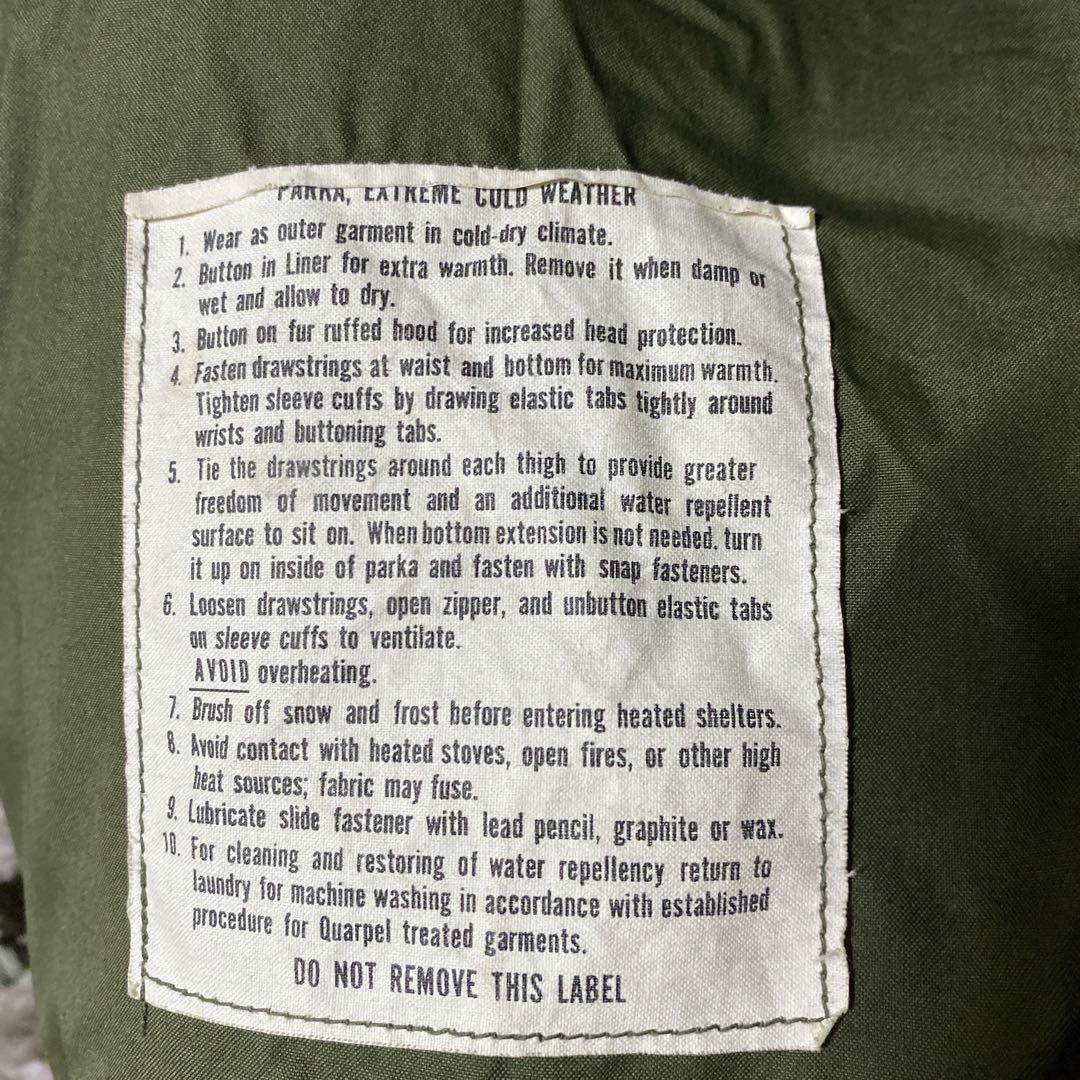 PARKA, EXTREME COLD WEATHER
1. Wear as outer garment in cold-dry climate.
2. Button in Liner for extra warmth. Remove it when damp or
wet and allow to dry.
3. Button on fur ruffed hood for increased head protection.
4. Fasten drawstrings at waist and bottom for maximum warmth.
Tighten sleeve cuffs by drawing elastic tabs tightly around
wrists and buttoning tabs.
5. Tie the drawstrings around each thigh to provide greater
freedom of movement and an additional water repellent
surface to sit on. When bottom extension is not needed. turn
it up on inside of parka and fasten with snap fasteners.
6. Loosen drawstrings, open zipper, and unbutton elastic tabs
on sleeve cuffs to ventilate.
AVOID overheating.
7. Brush off snow and frost before entering heated shelters.
8. Avoid contact with heated stoves, open fires, or other high
heat sources; fabric may fuse.
9. Lubricate slide fastener with lead pencil, graphite or wax.
10. For cleaning and restoring of water repellency return to
laundry for machine washing in accordance with established
procedure for Quarpel treated garments.
DO NOT REMOVE THIS LABEL